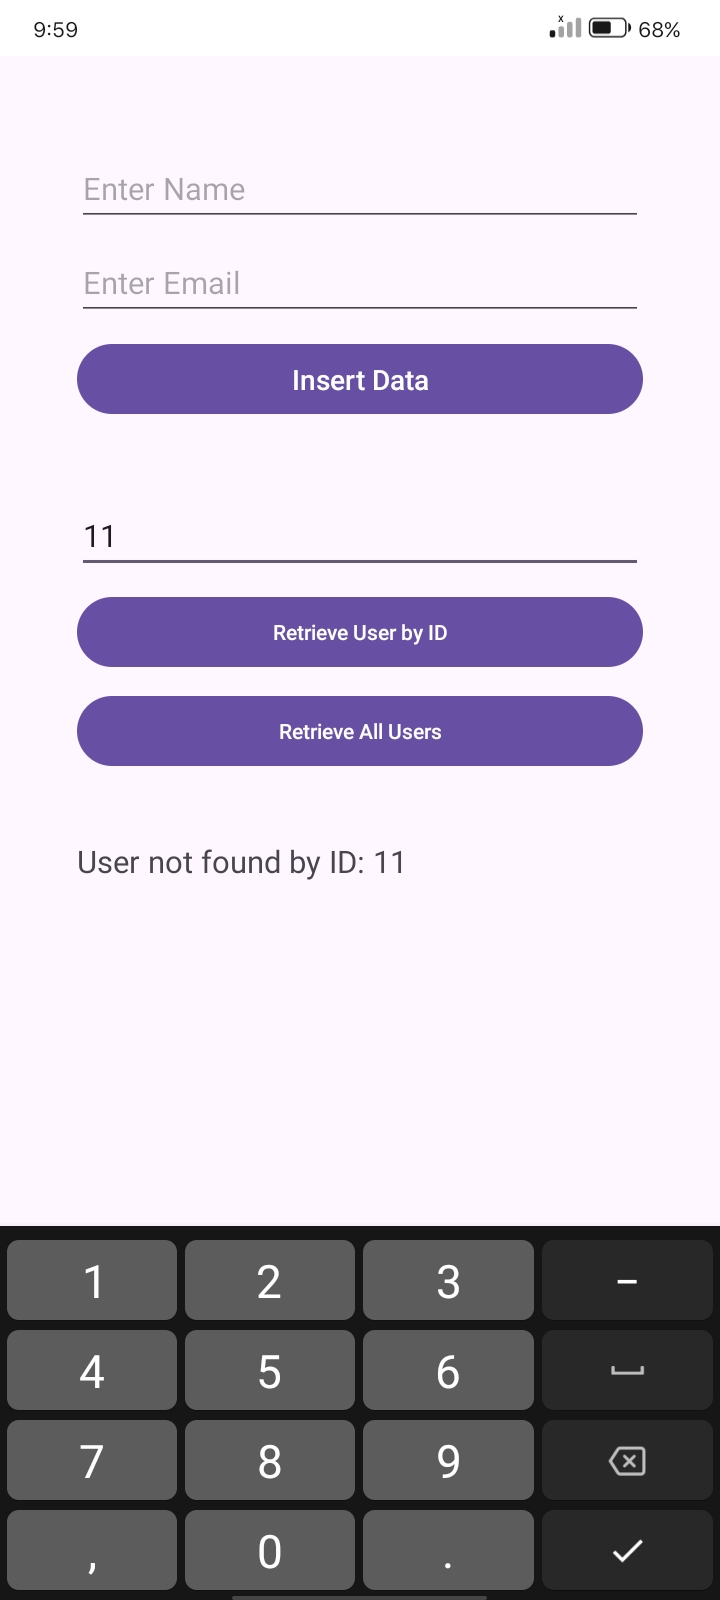 9:59
x
68%
Enter Name
Enter Email
Insert Data
11
Retrieve User by ID
Retrieve All Users
User not found by ID: 11
1 2 3 –
4 5 6
7 8 9
, 0 .